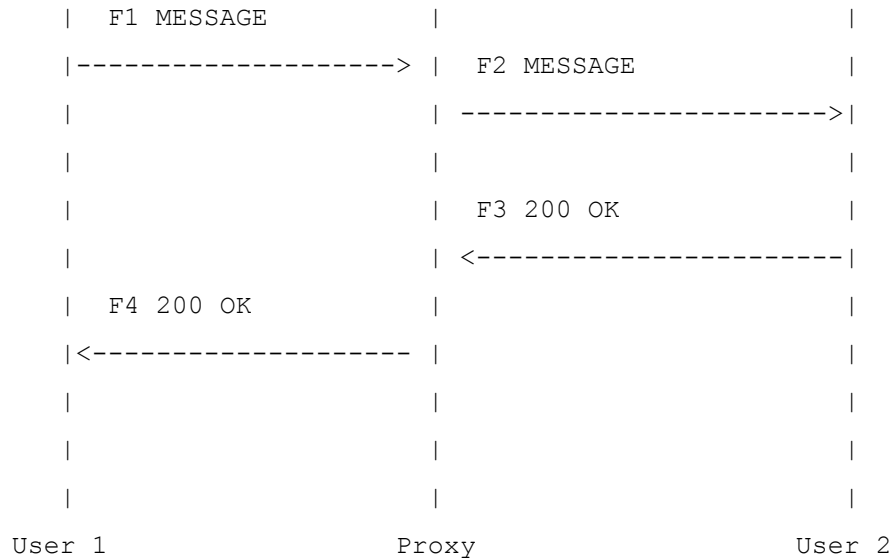 F1 MESSAGE
F2 MESSAGE
F3 200 OK
F4 200 OK
User 1 Proxy User 2